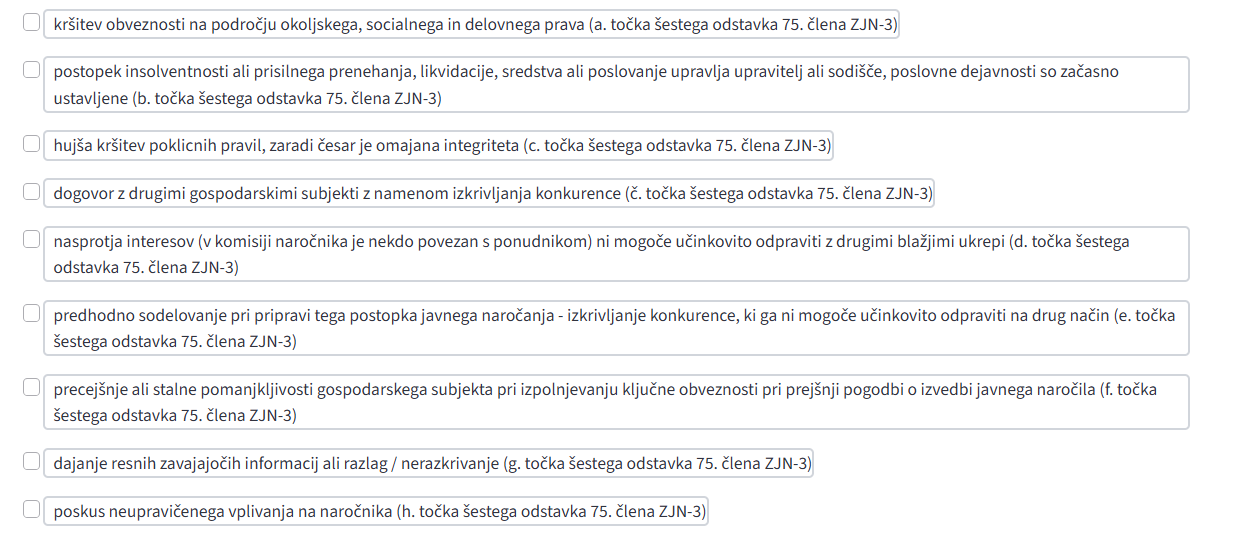 kršitev obveznosti na področju okoljskega, socialnega in delovnega prava (a. točka šestega odstavka 75. člena ZJN-3)
postopek insolventnosti ali prisilnega prenehanja, likvidacije, sredstva ali poslovanje upravlja upravitelj ali sodišče, poslovne dejavnosti so začasno
ustavljene (b. točka šestega odstavka 75. člena ZJN-3)
hujša kršitev poklicnih pravil, zaradi česar je omajana integriteta (c. točka šestega odstavka 75. člena ZJN-3)
dogovor z drugimi gospodarskimi subjekti z namenom izkrivljanja konkurence (č. točka šestega odstavka 75. člena ZJN-3)
nasprotja interesov (v komisiji naročnika je nekdo povezan s ponudnikom) ni mogoče učinkovito odpraviti z drugimi blažjimi ukrepi (d. točka šestega
odstavka 75. člena ZJN-3)
predhodno sodelovanje pri pripravi tega postopka javnega naročanja - izkrivljanje konkurence, ki ga ni mogoče učinkovito odpraviti na drug način (e. točka
šestega odstavka 75. člena ZJN-3)
precejšnje ali stalne pomanjkljivosti gospodarskega subjekta pri izpolnjevanju ključne obveznosti pri prejšnji pogodbi o izvedbi javnega naročila (f. točka
šestega odstavka 75. člena ZJN-3)
dajanje resnih zavajajočih informacij ali razlag / nerazkrivanje (g. točka šestega odstavka 75. člena ZJN-3)
poskus neupravičenega vplivanja na naročnika (h. točka šestega odstavka 75. člena ZJN-3)